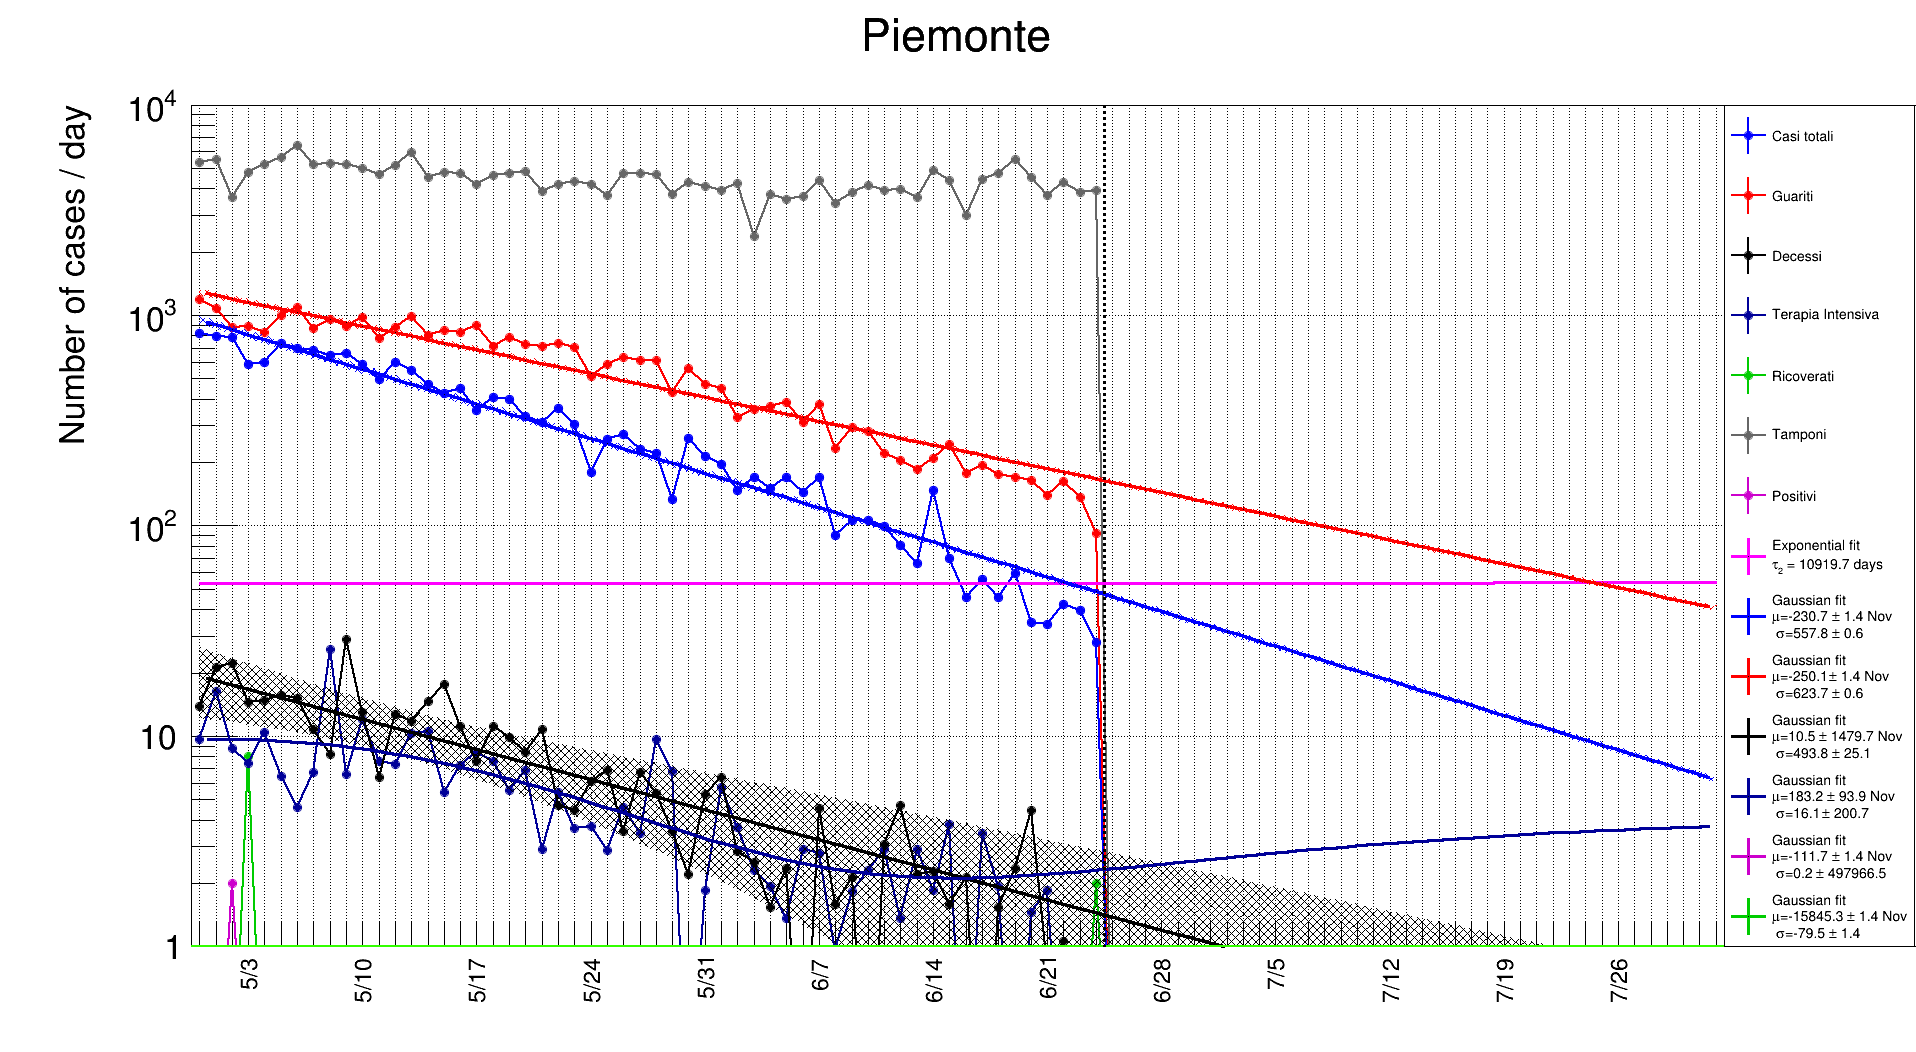 Piemonte
Number of cases / day
10⁴
10³
10²
10
1
5/3
5/10
5/17
5/24
5/31
6/7
6/14
6/21
6/28
7/5
7/12
7/19
7/26
Casi totali
Guariti
Decessi
Terapia Intensiva
Ricoverati
Tamponi
Positivi
Exponential fit
τ₂ = 10919.7 days
Gaussian fit
μ=-230.7 ± 1.4 Nov
σ=557.8 ± 0.6
Gaussian fit
μ=-250.1 ± 1.4 Nov
σ=623.7 ± 0.6
Gaussian fit
μ=10.5 ± 1479.7 Nov
σ=493.8 ± 25.1
Gaussian fit
μ=183.2 ± 93.9 Nov
σ=16.1 ± 200.7
Gaussian fit
μ=-111.7 ± 1.4 Nov
σ=0.2 ± 497966.5
Gaussian fit
μ=-15845.3 ± 1.4 Nov
σ=-79.5 ± 1.4